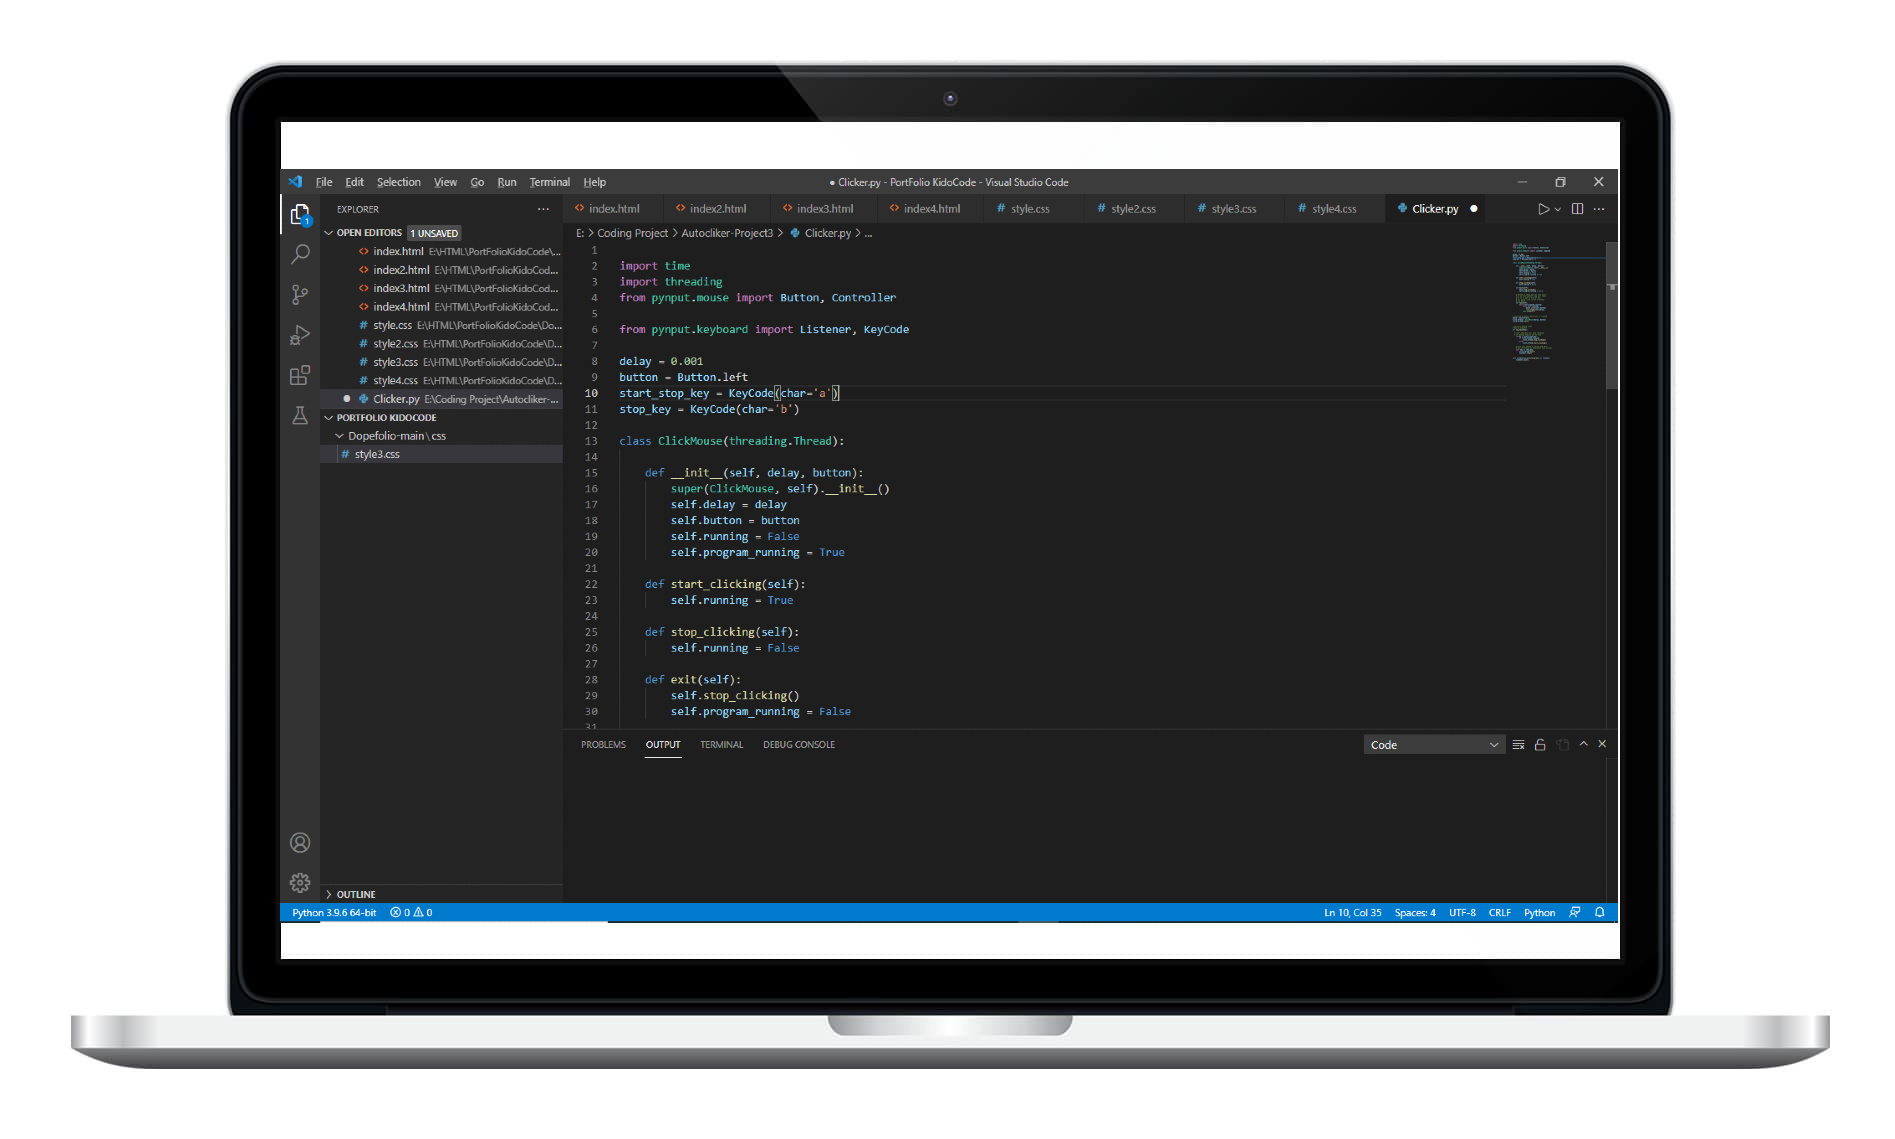 File Edit Selection View Go Run Terminal Help
● Clicker.py - PortFolio KidoCode - Visual Studio Code
EXPLORER ···
index.html index2.html index3.html index4.html # style.css # style2.css # style3.css # style4.css Clicker.py ●
OPEN EDITORS 1 UNSAVED
index.html E:\HTML\PortFolioKidoCode\...
index2.html E:\HTML\PortFolioKidoCod...
index3.html E:\HTML\PortFolioKidoCod...
index4.html E:\HTML\PortFolioKidoCod...
# style.css E:\HTML\PortFolioKidoCode\Do...
# style2.css E:\HTML\PortFolioKidoCode\D...
# style3.css E:\HTML\PortFolioKidoCode\D...
# style4.css E:\HTML\PortFolioKidoCode\D...
● Clicker.py E:\Coding Project\Autocliker-...
PORTFOLIO KIDOCODE
Dopefolio-main \ css
# style3.css
OUTLINE
1
E: > Coding Project > Autocliker-Project3 > Clicker.py > ...
1
2 import time
3 import threading
4 from pynput.mouse import Button, Controller
5
6 from pynput.keyboard import Listener, KeyCode
7
8 delay = 0.001
9 button = Button.left
10 start_stop_key = KeyCode(char='a')
11 stop_key = KeyCode(char='b')
12
13 class ClickMouse(threading.Thread):
14
15 def __init__(self, delay, button):
16 super(ClickMouse, self).__init__()
17 self.delay = delay
18 self.button = button
19 self.running = False
20 self.program_running = True
21
22 def start_clicking(self):
23 self.running = True
24
25 def stop_clicking(self):
26 self.running = False
27
28 def exit(self):
29 self.stop_clicking()
30 self.program_running = False
31
PROBLEMS OUTPUT TERMINAL DEBUG CONSOLE
Code
Python 3.9.6 64-bit 0 0
Ln 10, Col 35 Spaces: 4 UTF-8 CRLF Python